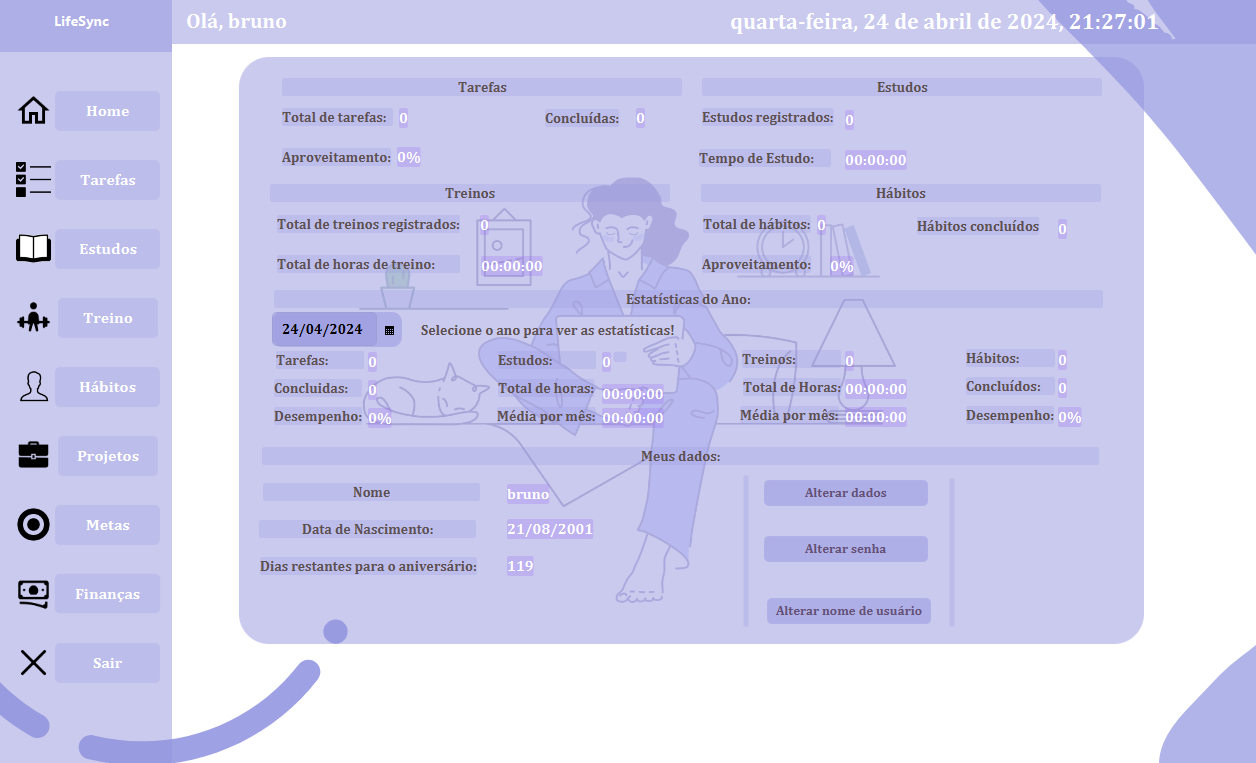 LifeSync
Olá, bruno
quarta-feira, 24 de abril de 2024, 21:27:01
Home
Tarefas
Estudos
Treino
Hábitos
Projetos
Metas
Finanças
Sair
Tarefas
Total de tarefas: 0
Concluídas: 0
Aproveitamento: 0%
Estudos
Estudos registrados: 0
Tempo de Estudo: 00:00:00
Treinos
Total de treinos registrados: 0
Total de horas de treino: 00:00:00
Hábitos
Total de hábitos: 0
Hábitos concluídos 0
Aproveitamento: 0%
Estatísticas do Ano:
24/04/2024
Selecione o ano para ver as estatísticas!
Tarefas: 0
Concluidas: 0
Desempenho: 0%
Estudos: 0
Total de horas: 00:00:00
Média por mês: 00:00:00
Treinos: 0
Total de Horas: 00:00:00
Média por mês: 00:00:00
Hábitos: 0
Concluídos: 0
Desempenho: 0%
Meus dados:
Nome bruno
Data de Nascimento: 21/08/2001
Dias restantes para o aniversário: 119
Alterar dados
Alterar senha
Alterar nome de usuário